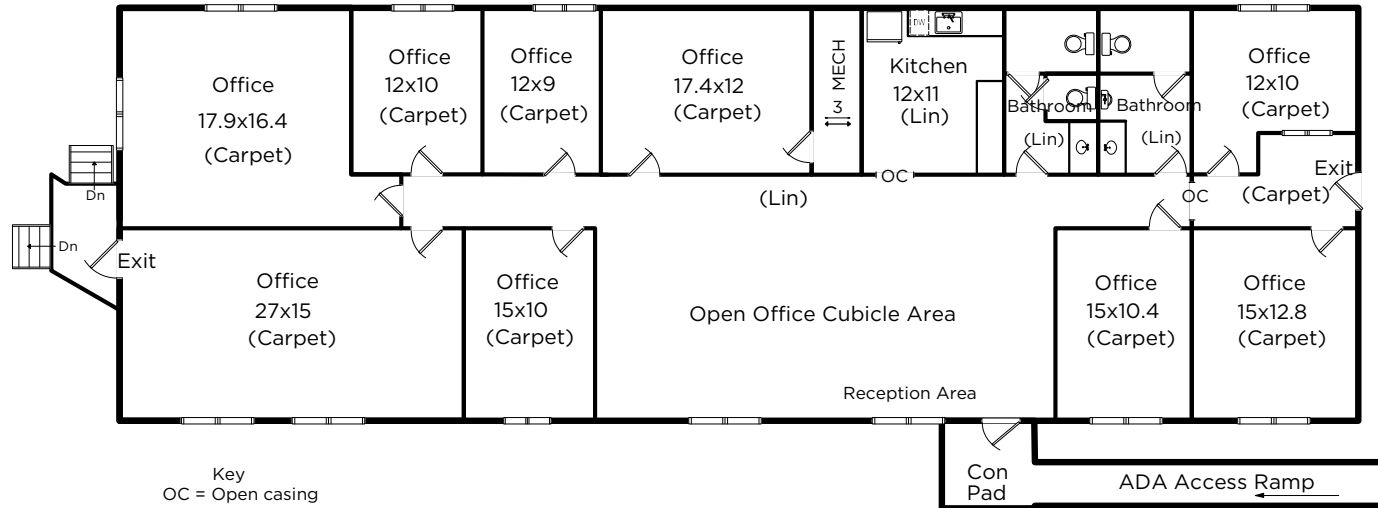 Office
17.9x16.4
(Carpet)
Office
12x10
(Carpet)
Office
12x9
(Carpet)
Office
17.4x12
(Carpet)
3 MECH
DW
Kitchen
12x11
(Lin)
Bathroom
(Lin)
Bathroom
(Lin)
Office
12x10
(Carpet)
OC
(Lin)
OC
Exit
(Carpet)
Dn
Dn
Exit
Office
27x15
(Carpet)
Office
15x10
(Carpet)
Open Office Cubicle Area
Reception Area
Office
15x10.4
(Carpet)
Office
15x12.8
(Carpet)
Key
OC = Open casing
Con
Pad
ADA Access Ramp